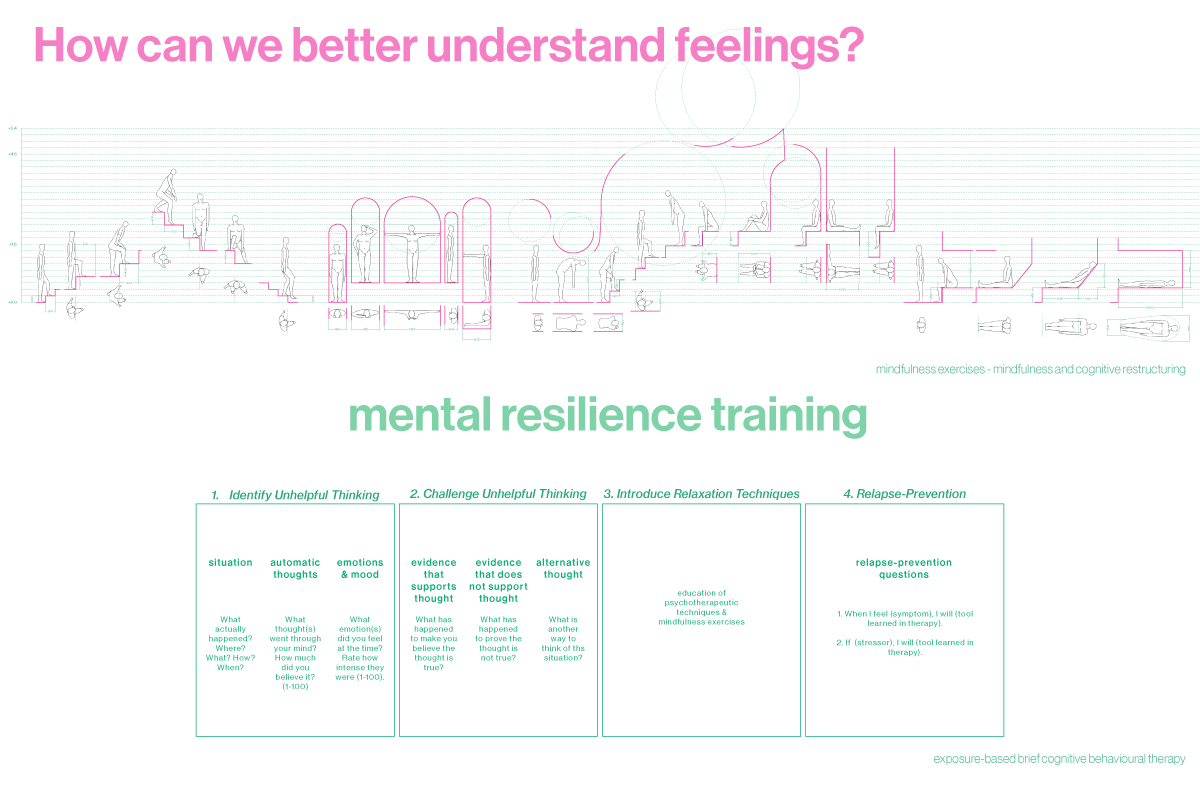 How can we better understand feelings?
mindfulness exercises - mindfulness and cognitive restructuring
mental resilience training
1. Identify Unhelpful Thinking
situation
automatic
thoughts
emotions
& mood
What
actually
happened?
Where?
What? How?
When?
What
thought(s)
went through
your mind?
How much
did you
believe it?
(1-100)
What
emotion(s)
did you feel
at the time?
Rate how
intense they
were (1-100).
2. Challenge Unhelpful Thinking
evidence
that
supports
thought
evidence
that does
not support
thought
alternative
thought
What has
happened
to make you
believe the
thought is
true?
What has
happened
to prove the
thought is
not true?
What is
another
way to
think of ths
situation?
3. Introduce Relaxation Techniques
education of
psychotherapeutic
techniques &
mindfulness exercises
4. Relapse-Prevention
relapse-prevention
questions
1. When I feel (symptom), I will (tool
learned in therapy).
2. If (stressor), I will (tool learned in
therapy).
exposure-based brief cognitive behavioural therapy